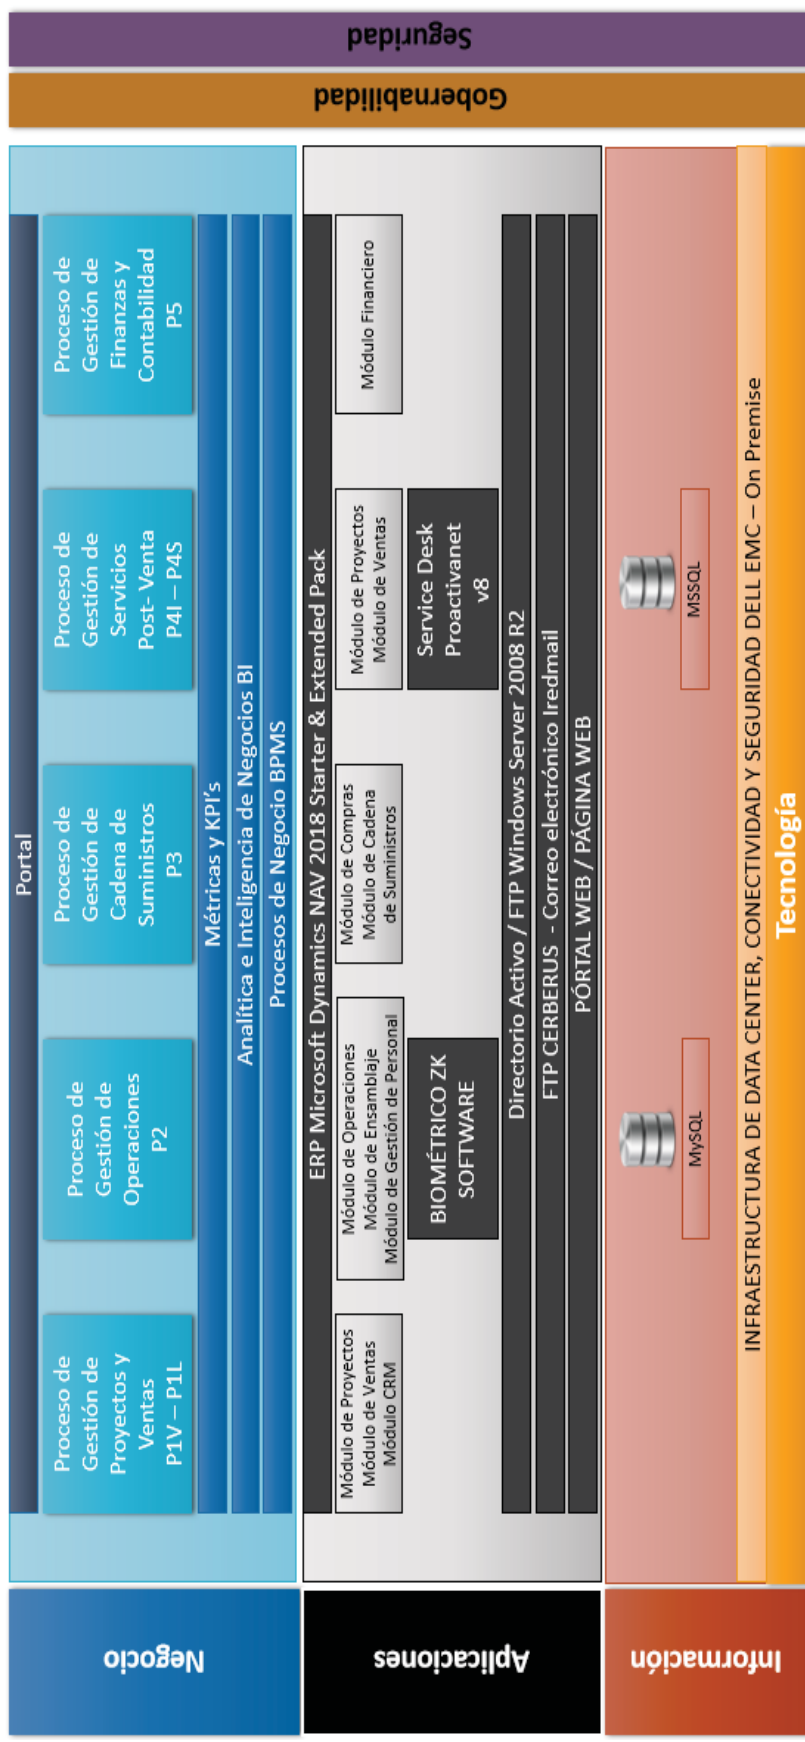 Negocio
Portal
Proceso de
Gestión de
Proyectos y
Ventas
P1V – P1L
Proceso de
Gestión de
Operaciones
P2
Proceso de
Gestión de
Cadena de
Suministros
P3
Proceso de
Gestión de
Servicios
Post- Venta
P4I – P4S
Proceso de
Gestión de
Finanzas y
Contabilidad
P5
Métricas y KPI's
Analítica e Inteligencia de Negocios BI
Procesos de Negocio BPMS
Aplicaciones
ERP Microsoft Dynamics NAV 2018 Starter & Extended Pack
Módulo de Proyectos
Módulo de Ventas
Módulo CRM
Módulo de Operaciones
Módulo de Ensamblaje
Módulo de Gestión de Personal
Módulo de Compras
Módulo de Cadena
de Suministros
Módulo de Proyectos
Módulo de Ventas
Módulo Financiero
BIOMÉTRICO ZK
SOFTWARE
Service Desk
Proactivanet
v8
Directorio Activo / FTP Windows Server 2008 R2
FTP CERBERUS - Correo electrónico Iredmail
PÓRTAL WEB / PÁGINA WEB
Información
MySQL
MSSQL
INFRAESTRUCTURA DE DATA CENTER, CONECTIVIDAD Y SEGURIDAD DELL EMC – On Premise
Tecnología
Gobernabilidad
Seguridad